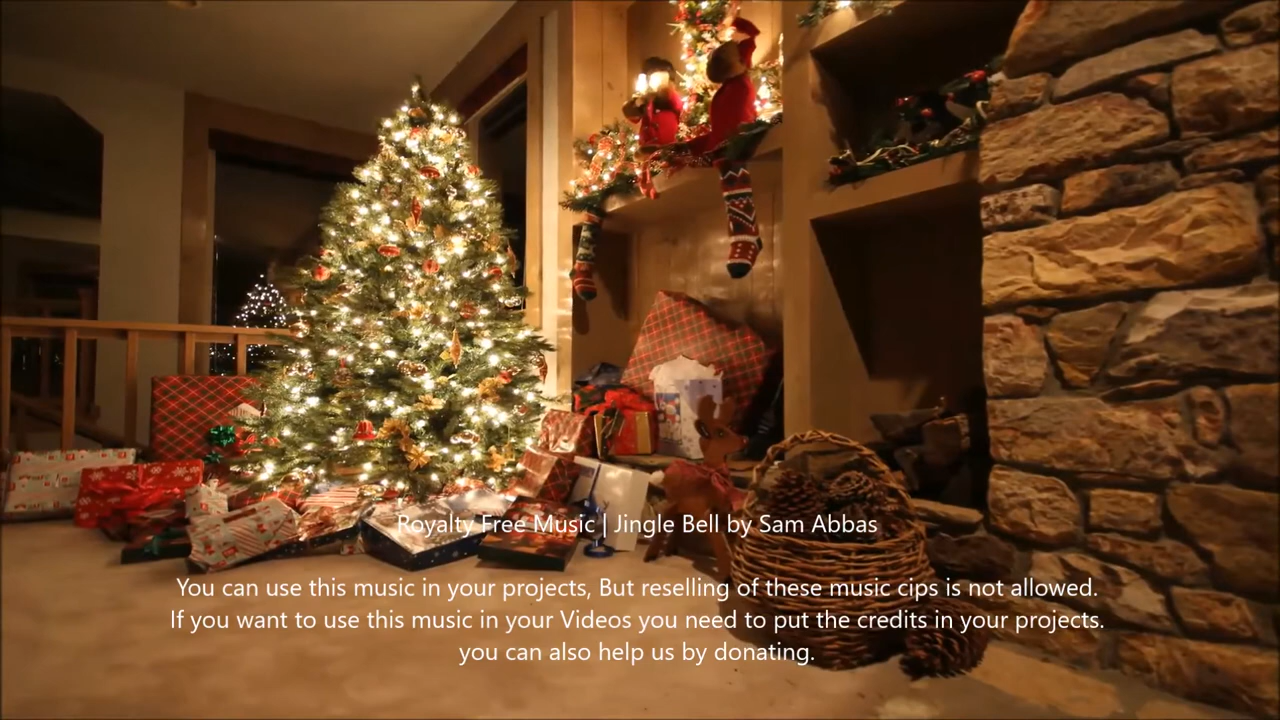 Royalty Free Music | Jingle Bell by Sam Abbas
You can use this music in your projects, But reselling of these music cips is not allowed.
If you want to use this music in your Videos you need to put the credits in your projects.
you can also help us by donating.